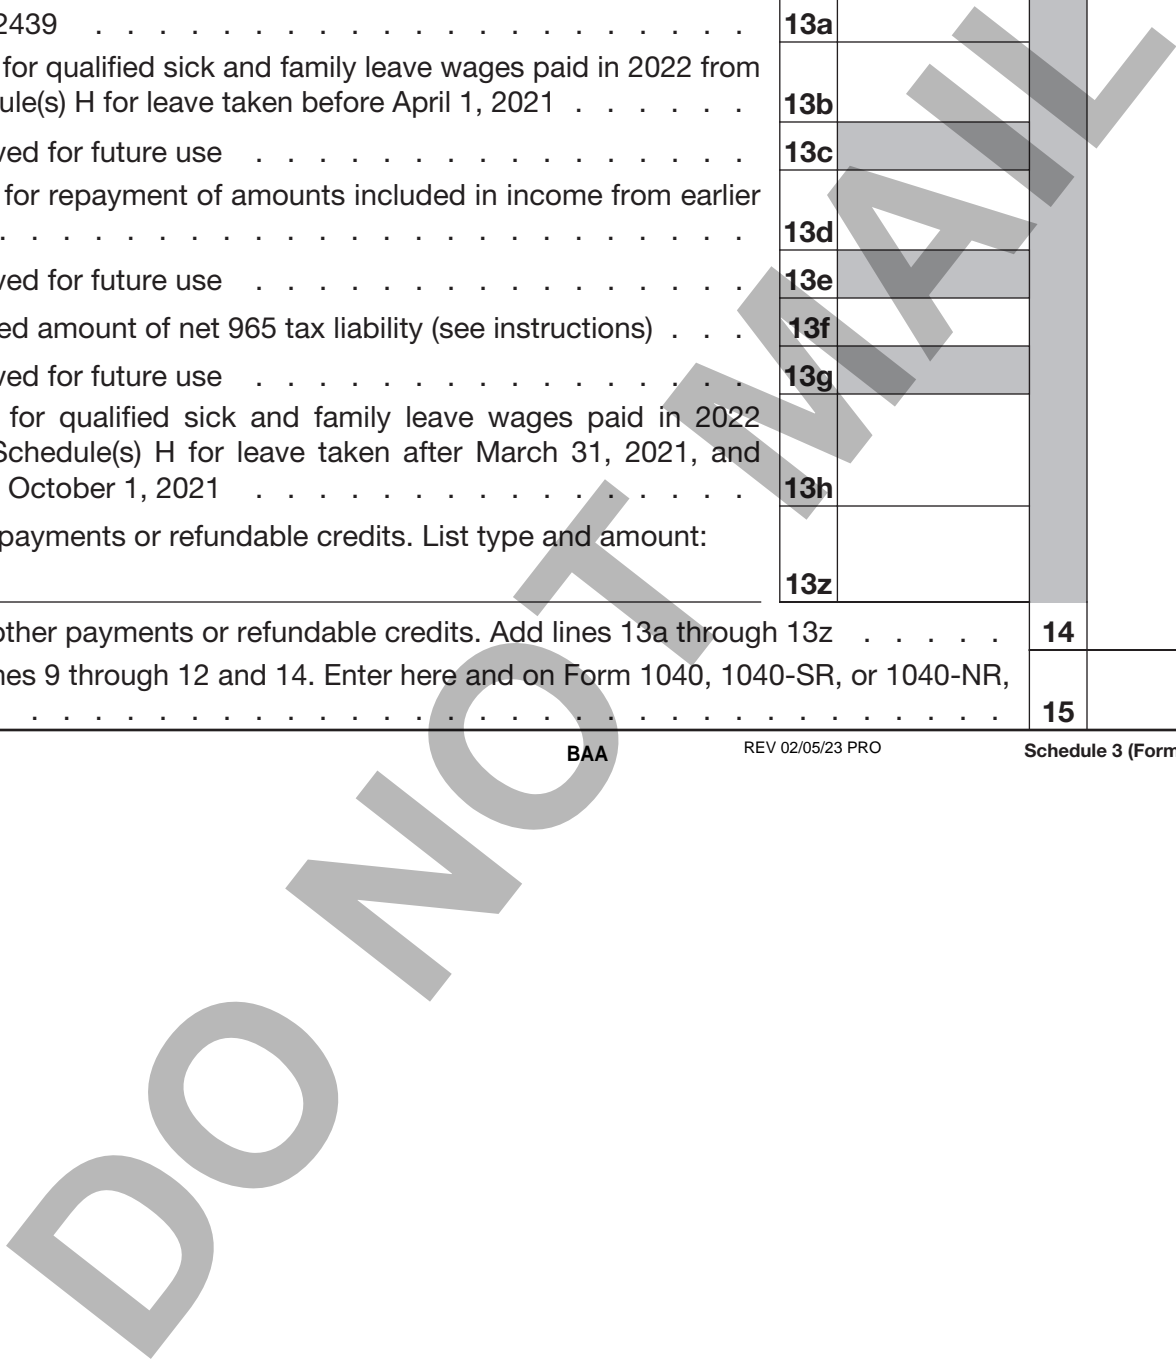 2439 . . . . . . . . . . . . . . . . . . . . . 13a
for qualified sick and family leave wages paid in 2022 from
ule(s) H for leave taken before April 1, 2021 . . . . . . 13b
ved for future use . . . . . . . . . . . . . . . . 13c
for repayment of amounts included in income from earlier
. . . . . . . . . . . . . . . . . . . . . . . . 13d
ved for future use . . . . . . . . . . . . . . . . 13e
ed amount of net 965 tax liability (see instructions) . . . 13f
ved for future use . . . . . . . . . . . . . . . . 13g
for qualified sick and family leave wages paid in 2022
Schedule(s) H for leave taken after March 31, 2021, and
October 1, 2021 . . . . . . . . . . . . . . . . 13h
payments or refundable credits. List type and amount:
13z
other payments or refundable credits. Add lines 13a through 13z . . . . . 14
nes 9 through 12 and 14. Enter here and on Form 1040, 1040-SR, or 1040-NR,
. . . . . . . . . . . . . . . . . . . . . . . . . . . . . . . 15
BAA REV 02/05/23 PRO Schedule 3 (Form
DO NOT MAIL